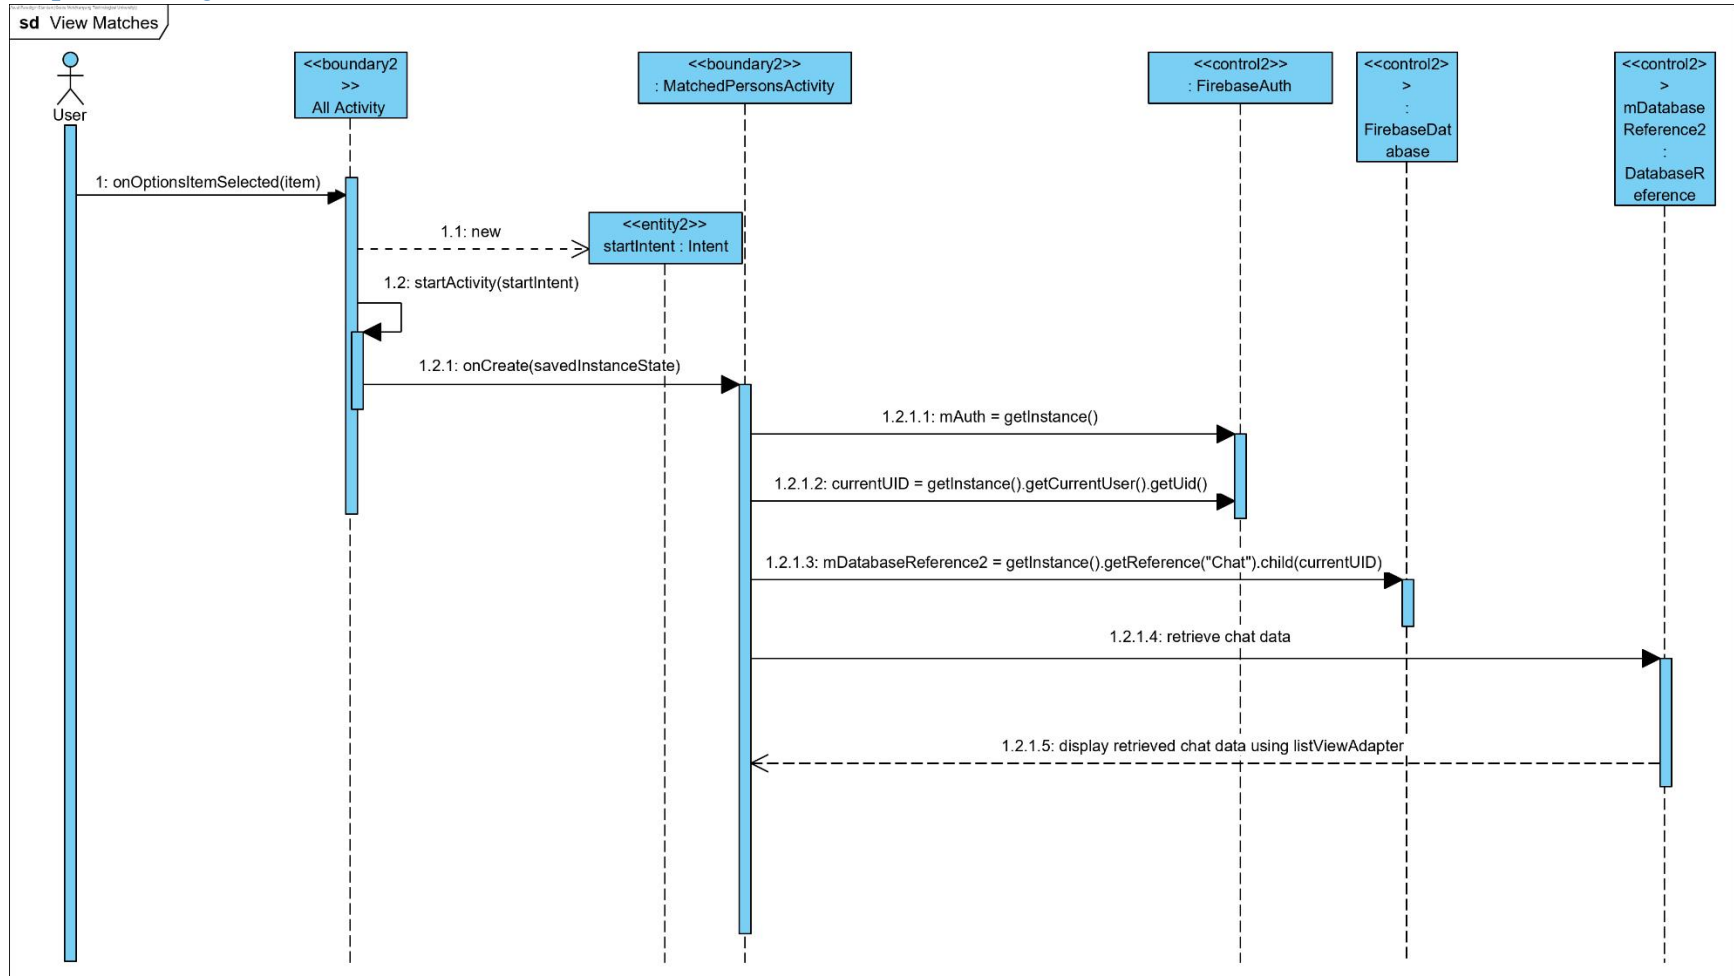 sd View Matches
User
<<boundary2
>>
All Activity
<<boundary2>>
: MatchedPersonsActivity
<<control2>>
: FirebaseAuth
<<control2>
>
:
FirebaseDat
abase
<<control2>
>
mDatabase
Reference2
:
DatabaseR
eference
1: onOptionsItemSelected(item)
1.1: new
<<entity2>>
startIntent : Intent
1.2: startActivity(startIntent)
1.2.1: onCreate(savedInstanceState)
1.2.1.1: mAuth = getInstance()
1.2.1.2: currentUID = getInstance().getCurrentUser().getUid()
1.2.1.3: mDatabaseReference2 = getInstance().getReference("Chat").child(currentUID)
1.2.1.4: retrieve chat data
1.2.1.5: display retrieved chat data using listViewAdapter